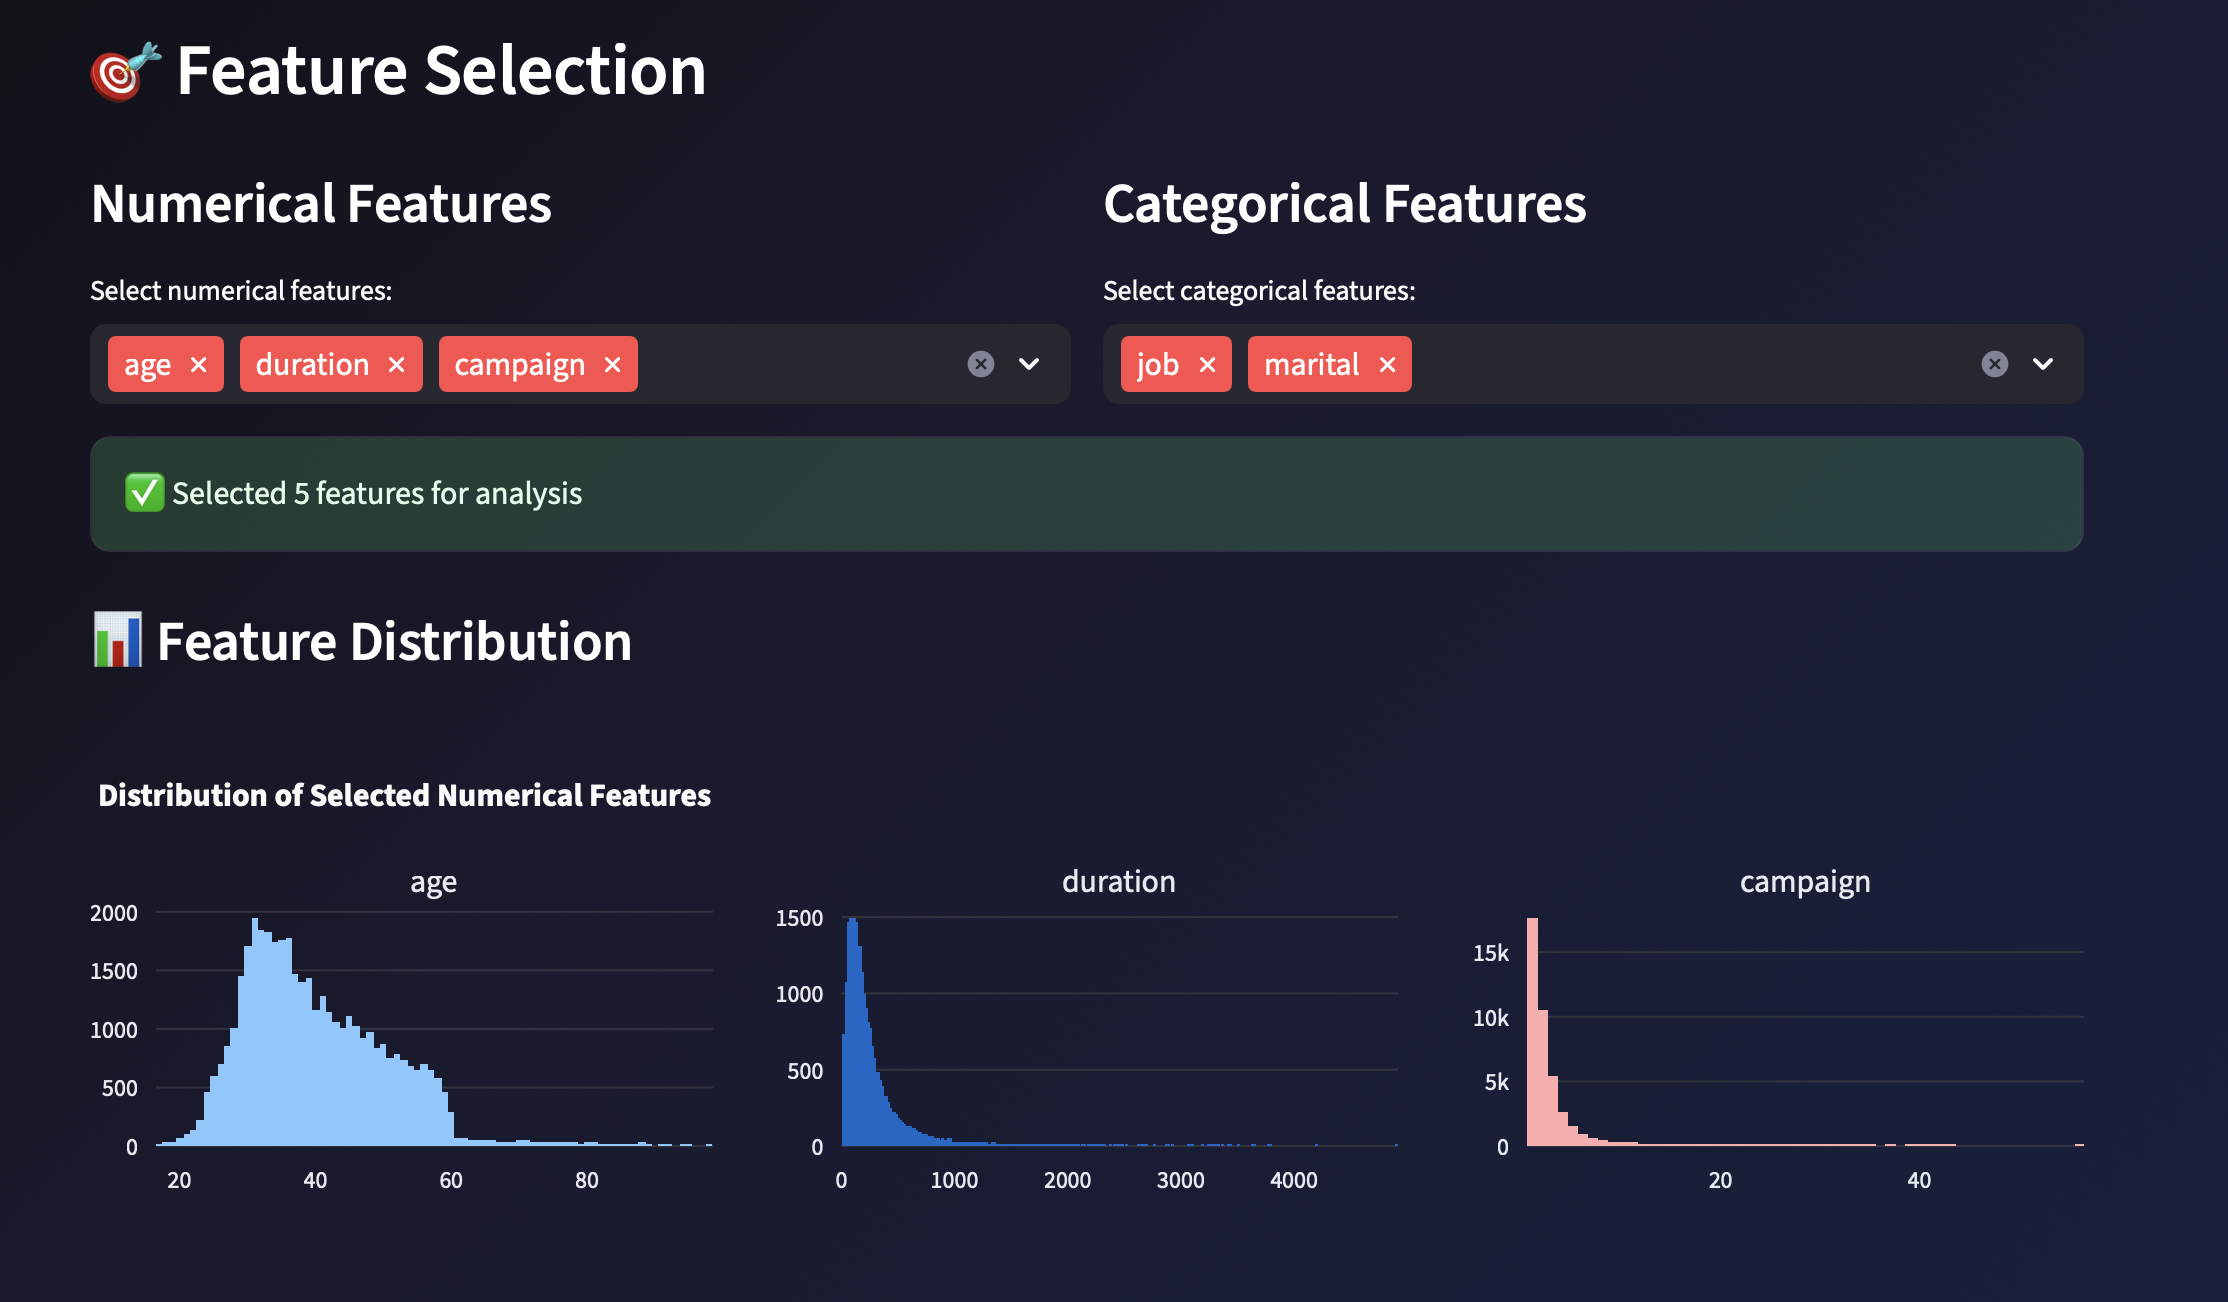 Feature Selection
Numerical Features
Categorical Features
Select numerical features:
Select categorical features:
age
duration
campaign
job
marital
Selected 5 features for analysis
Feature Distribution
Distribution of Selected Numerical Features
age
2000
1500
1000
500
0
20 40 60 80
duration
1500
1000
500
0
0 1000 2000 3000 4000
campaign
15k
10k
5k
0
20 40